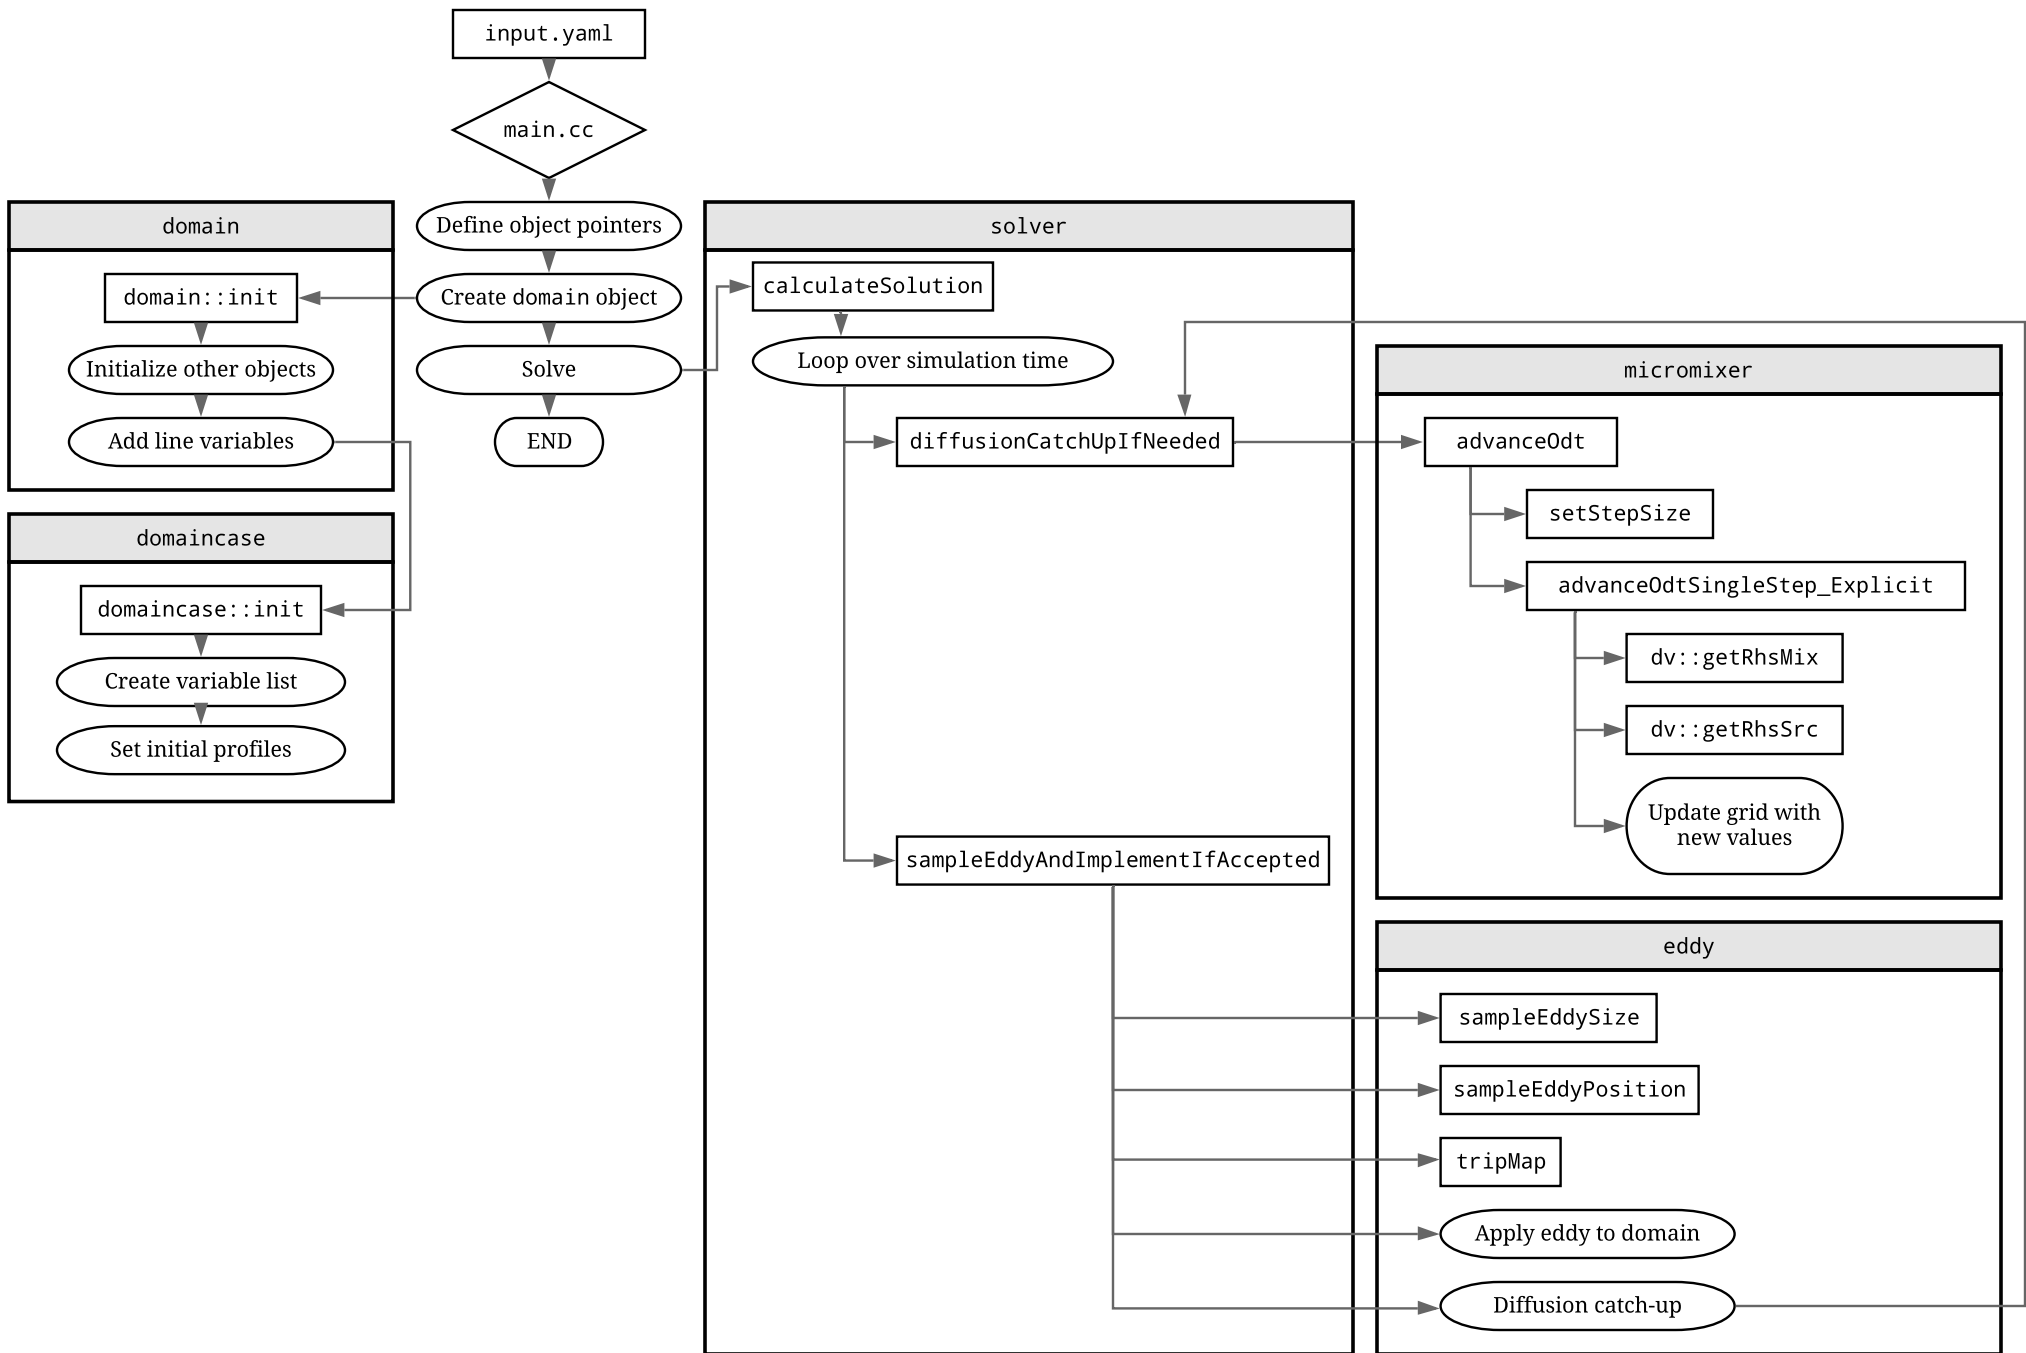 input.yaml
main.cc
Define object pointers
Create domain object
Solve
END
domain
domain::init
Initialize other objects
Add line variables
domaincase
domaincase::init
Create variable list
Set initial profiles
solver
calculateSolution
Loop over simulation time
diffusionCatchUpIfNeeded
sampleEddyAndImplementIfAccepted
micromixer
advanceOdt
setStepSize
advanceOdtSingleStep_Explicit
dv::getRhsMix
dv::getRhsSrc
Update grid with
new values
eddy
sampleEddySize
sampleEddyPosition
tripMap
Apply eddy to domain
Diffusion catch-up